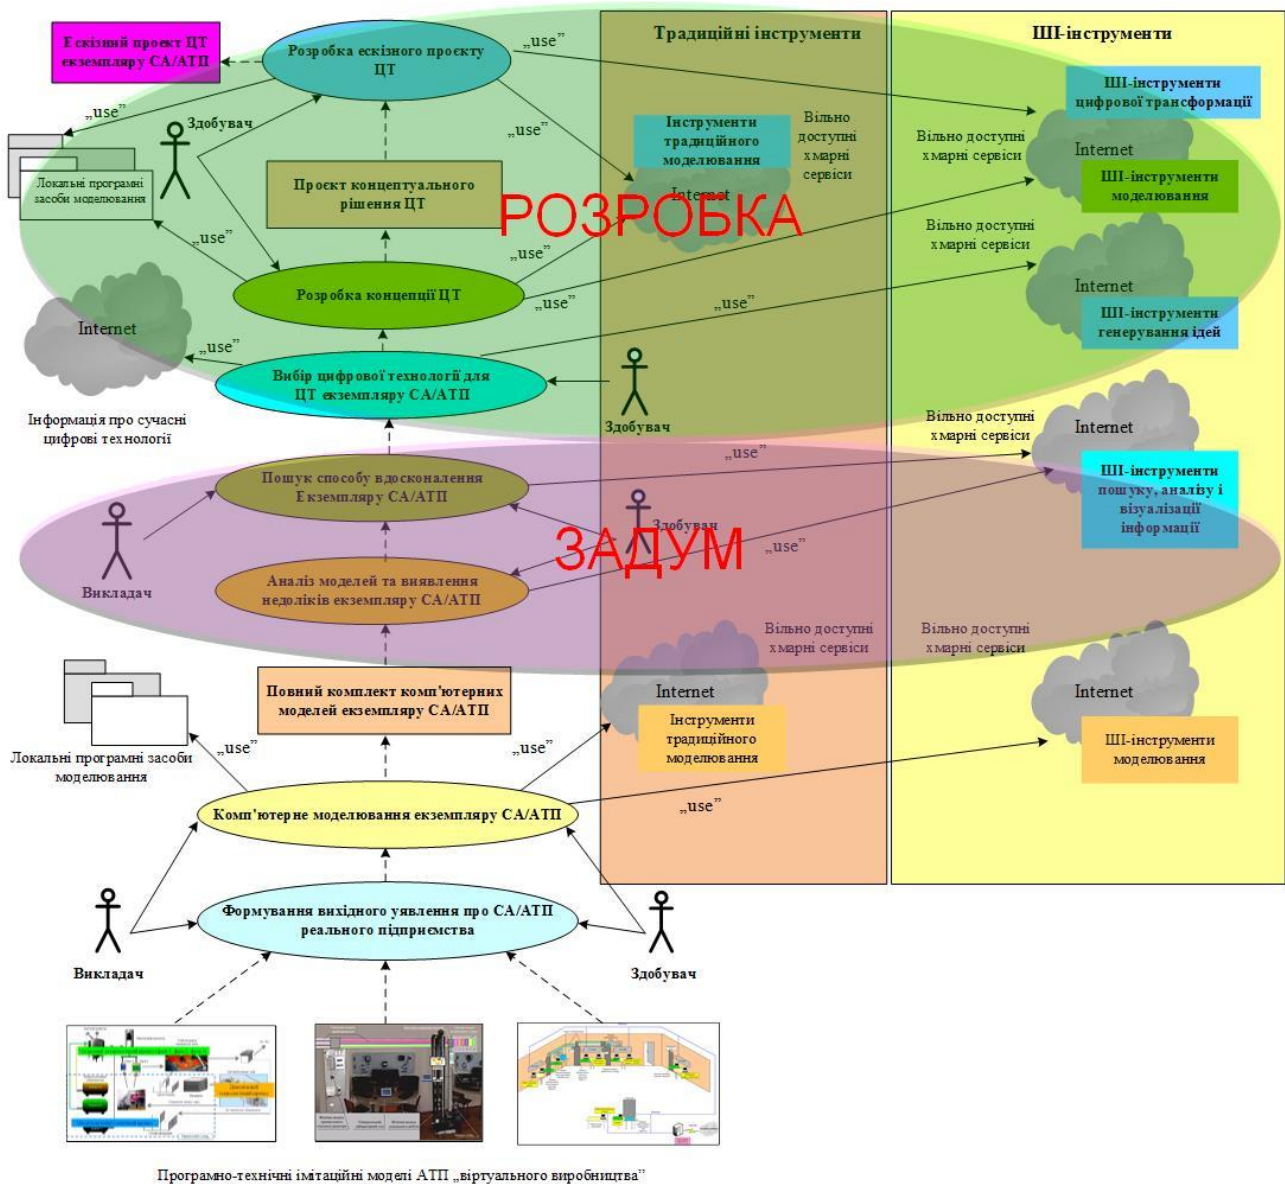 Традиційні інструменти
ШІ-інструменти
Ескізний проект ЦТ
екземпляру СА/АТП
Розробка ескізного проєкту
ЦТ
„use”
„use”
„use”
Здобувач
Локальні програмні
засоби моделювання
Проєкт концептуального
рішення ЦТ
Інструменти
традиційного
моделювання
Internet
Вільно
доступні
хмарні
сервіси
ШІ-інструменти
цифрової трансформації
Вільно доступні
хмарні сервіси
Internet
ШІ-інструменти
моделювання
РОЗРОБКА
„use”
„use”
„use”
Розробка концепції ЦТ
Вільно доступні
хмарні сервіси
Internet
ШІ-інструменти
генерування ідей
„use”
Internet
„use”
Вибір цифрової технології для
ЦТ екземпляру СА/АТП
Здобувач
Інформація про сучасні
цифрові технології
Вільно доступні
хмарні сервіси
Internet
„use”
Пошук способу вдосконалення
Екземпляру СА/АТП
ШІ-інструменти
пошуку, аналізу і
візуалізації
інформації
Здобувач
ЗАДУМ
„use”
Викладач
Аналіз моделей та виявлення
недоліків екземпляру СА/АТП
Вільно доступні
хмарні сервіси
Вільно доступні
хмарні сервіси
Повний комплект комп'ютерних
моделей екземпляру СА/АТП
Internet
Internet
Інструменти
традиційного
моделювання
ШІ-інструменти
моделювання
Локальні програмні засоби
моделювання
„use”
„use”
„use”
Комп'ютерне моделювання екземпляру СА/АТП
Формування вихідного уявлення про СА/АТП
реального підприємства
Викладач
Здобувач
Програмно-технічні імітаційні моделі АТП „віртуального виробництва”